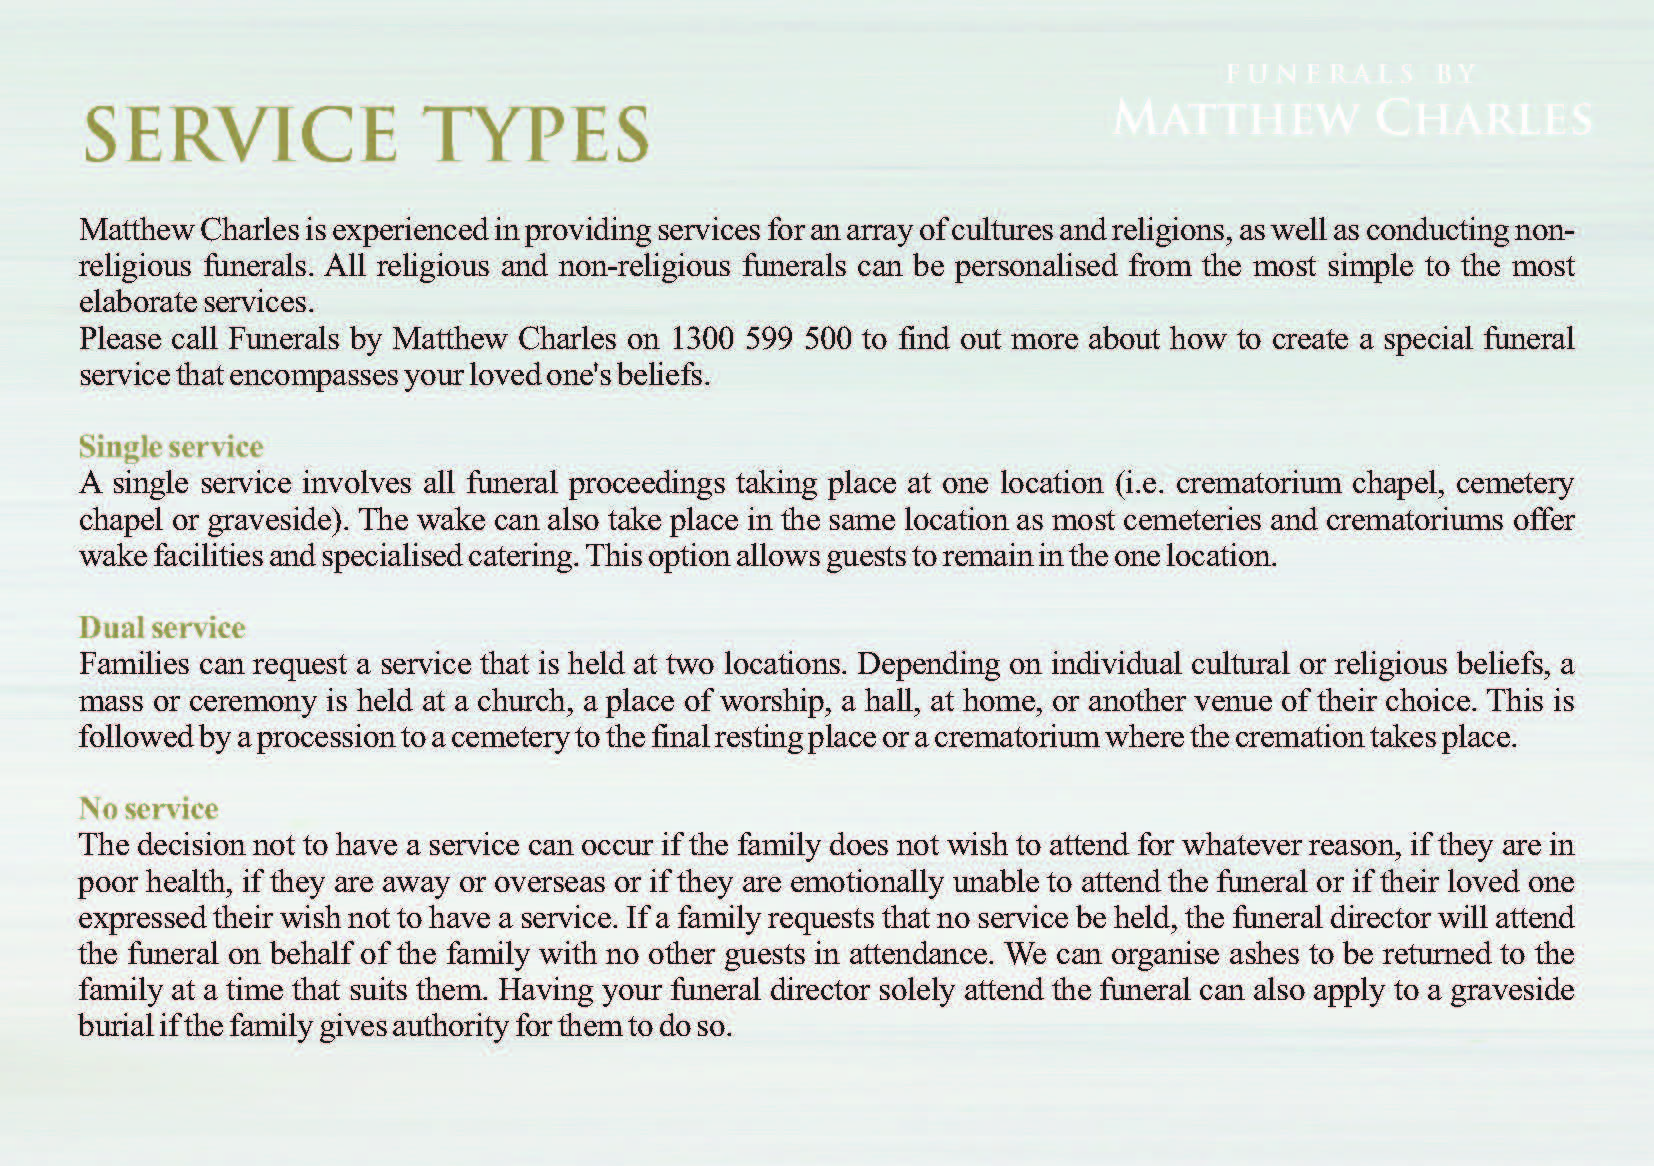 FUNERALS BY
MATTHEW CHARLES
SERVICE TYPES
Matthew Charles is experienced in providing services for an array of cultures and religions, as well as conducting non-
religious funerals. All religious and non-religious funerals can be personalised from the most simple to the most
elaborate services.
Please call Funerals by Matthew Charles on 1300 599 500 to find out more about how to create a special funeral
service that encompasses your loved one's beliefs.
Single service
A single service involves all funeral proceedings taking place at one location (i.e. crematorium chapel, cemetery
chapel or graveside). The wake can also take place in the same location as most cemeteries and crematoriums offer
wake facilities and specialised catering. This option allows guests to remain in the one location.
Dual service
Families can request a service that is held at two locations. Depending on individual cultural or religious beliefs, a
mass or ceremony is held at a church, a place of worship, a hall, at home, or another venue of their choice. This is
followed by a procession to a cemetery to the final resting place or a crematorium where the cremation takes place.
No service
The decision not to have a service can occur if the family does not wish to attend for whatever reason, if they are in
poor health, if they are away or overseas or if they are emotionally unable to attend the funeral or if their loved one
expressed their wish not to have a service. If a family requests that no service be held, the funeral director will attend
the funeral on behalf of the family with no other guests in attendance. We can organise ashes to be returned to the
family at a time that suits them. Having your funeral director solely attend the funeral can also apply to a graveside
burial if the family gives authority for them to do so.